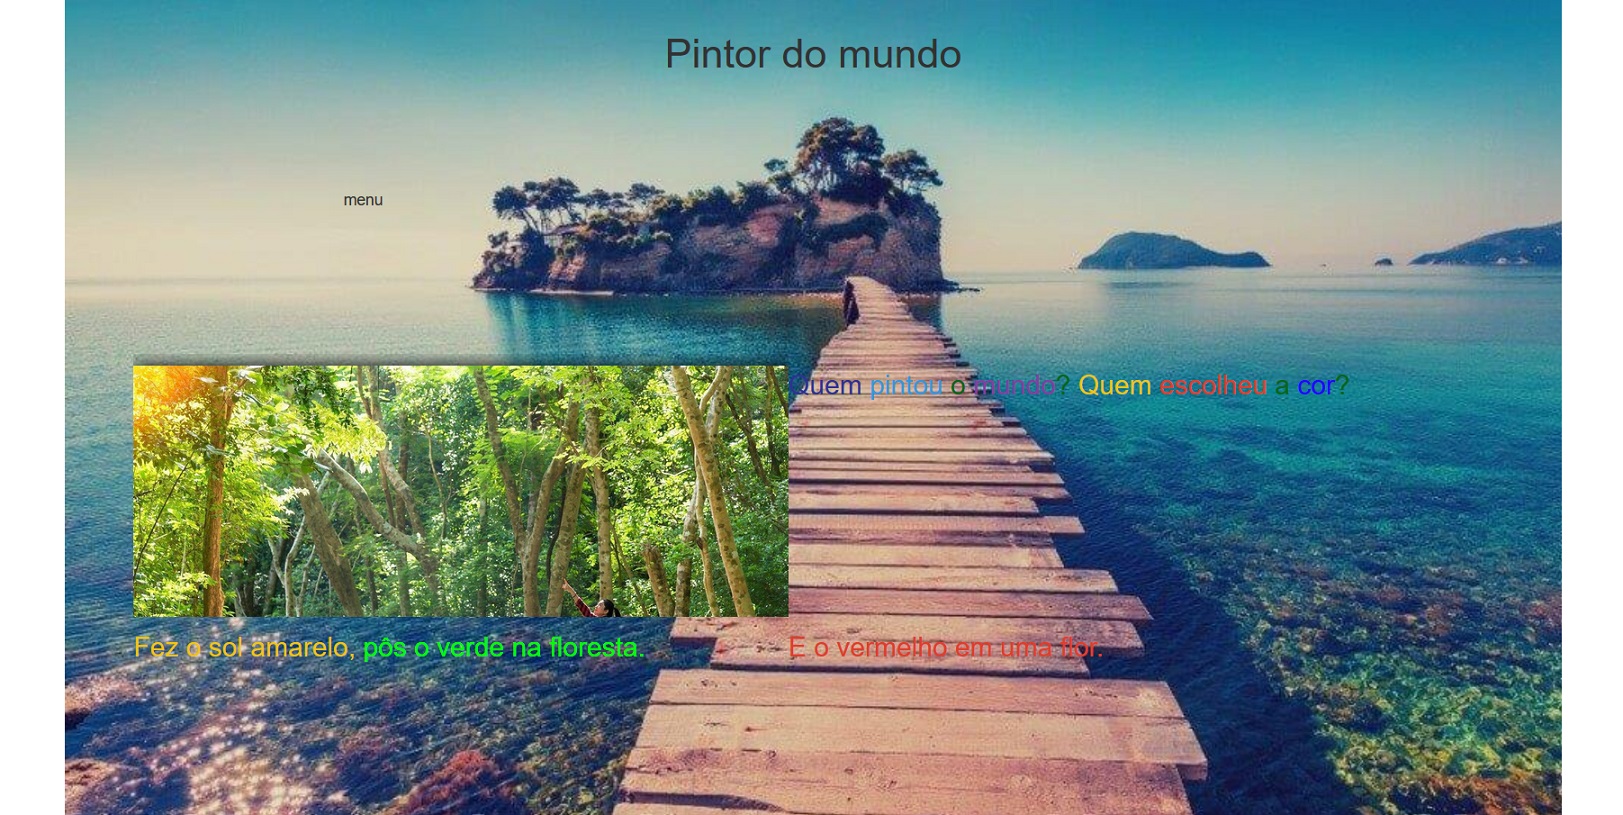 Pintor do mundo
menu
Quem pintou o mundo? Quem escolheu a cor?
Fez o sol amarelo, pôs o verde na floresta.
E o vermelho em uma flor.